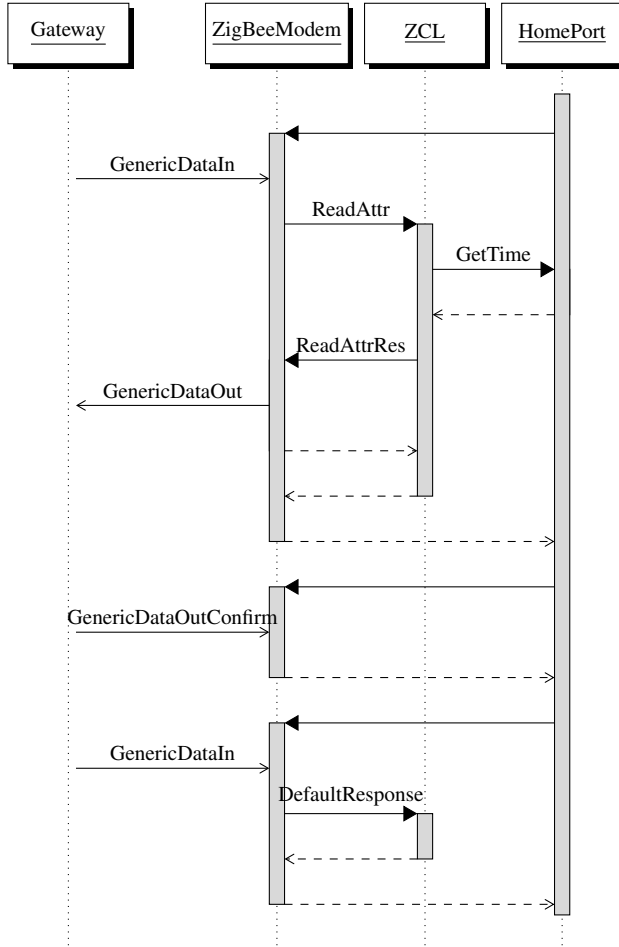 Gateway
ZigBeeModem
ZCL
HomePort
GenericDataIn
ReadAttr
GetTime
ReadAttrRes
GenericDataOut
GenericDataOutConfirm
GenericDataIn
DefaultResponse